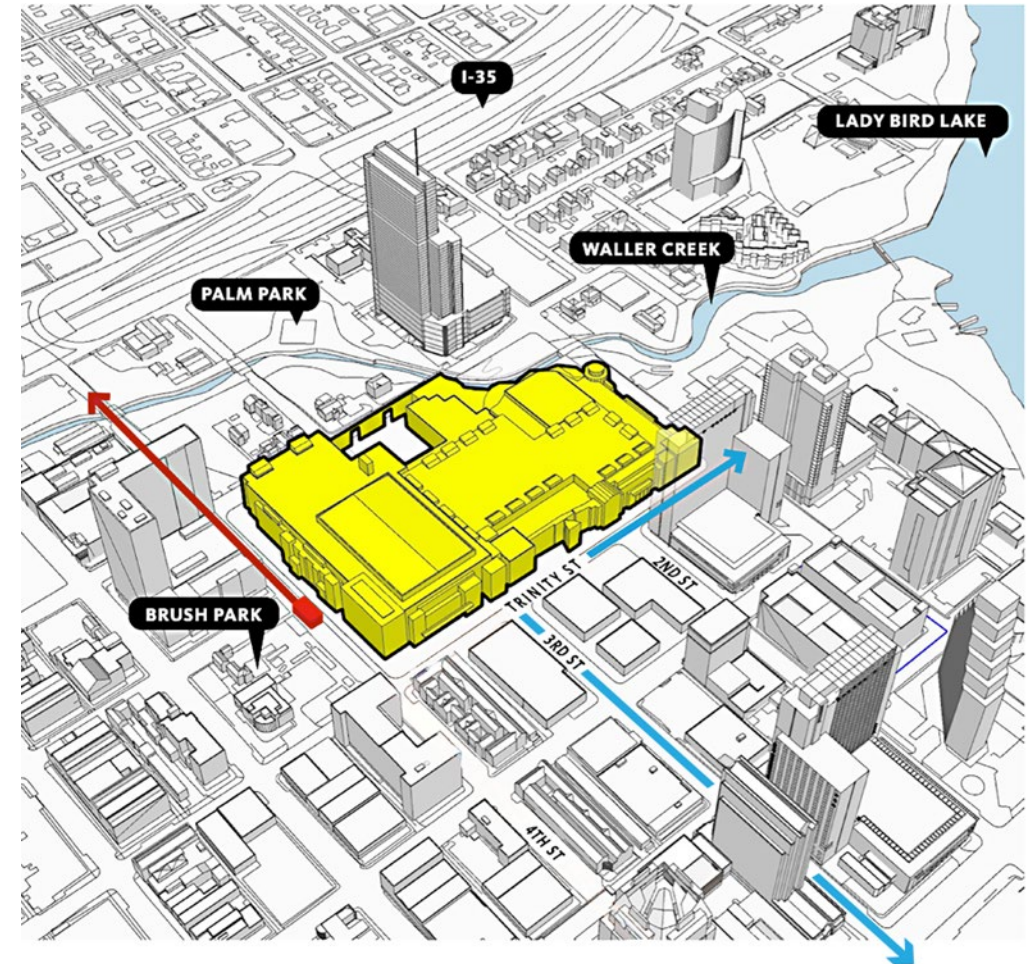 I-35
LADY BIRD LAKE
WALLER CREEK
PALM PARK
BRUSH PARK
TRINITY ST
2ND ST
3RD ST
4TH ST